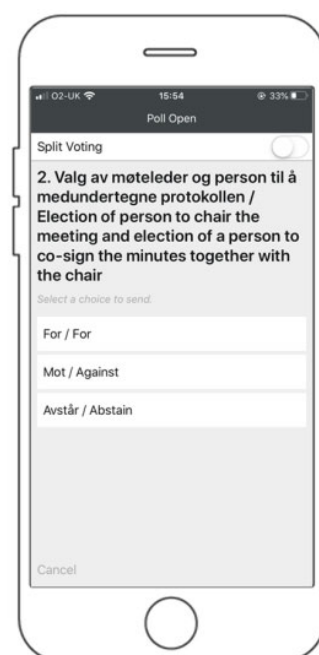 O2-UK 15:54 33%
Poll Open
Split Voting
2. Valg av møteleder og person til å
medundertegne protokollen /
Election of person to chair the
meeting and election of a person to
co-sign the minutes together with
the chair
Select a choice to send.
For / For
Mot / Against
Avstår / Abstain
Cancel